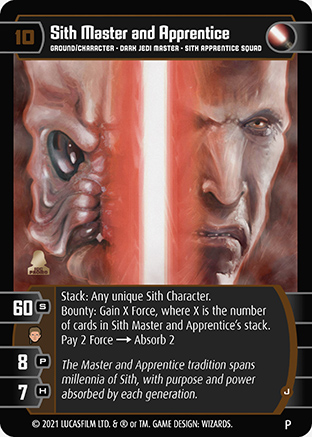 10
Sith Master and Apprentice
GROUND/CHARACTER - DARK JEDI MASTER - SITH APPRENTICE SQUAD
60 S
Stack: Any unique Sith Character.
Bounty: Gain X Force, where X is the number
of cards in Sith Master and Apprentice's stack.
Pay 2 Force → Absorb 2
8 P
The Master and Apprentice tradition spans
millennia of Sith, with purpose and power
7 H
absorbed by each generation.
J
© 2021 LUCASFILM LTD. & ® or TM. GAME DESIGN: WIZARDS.
P